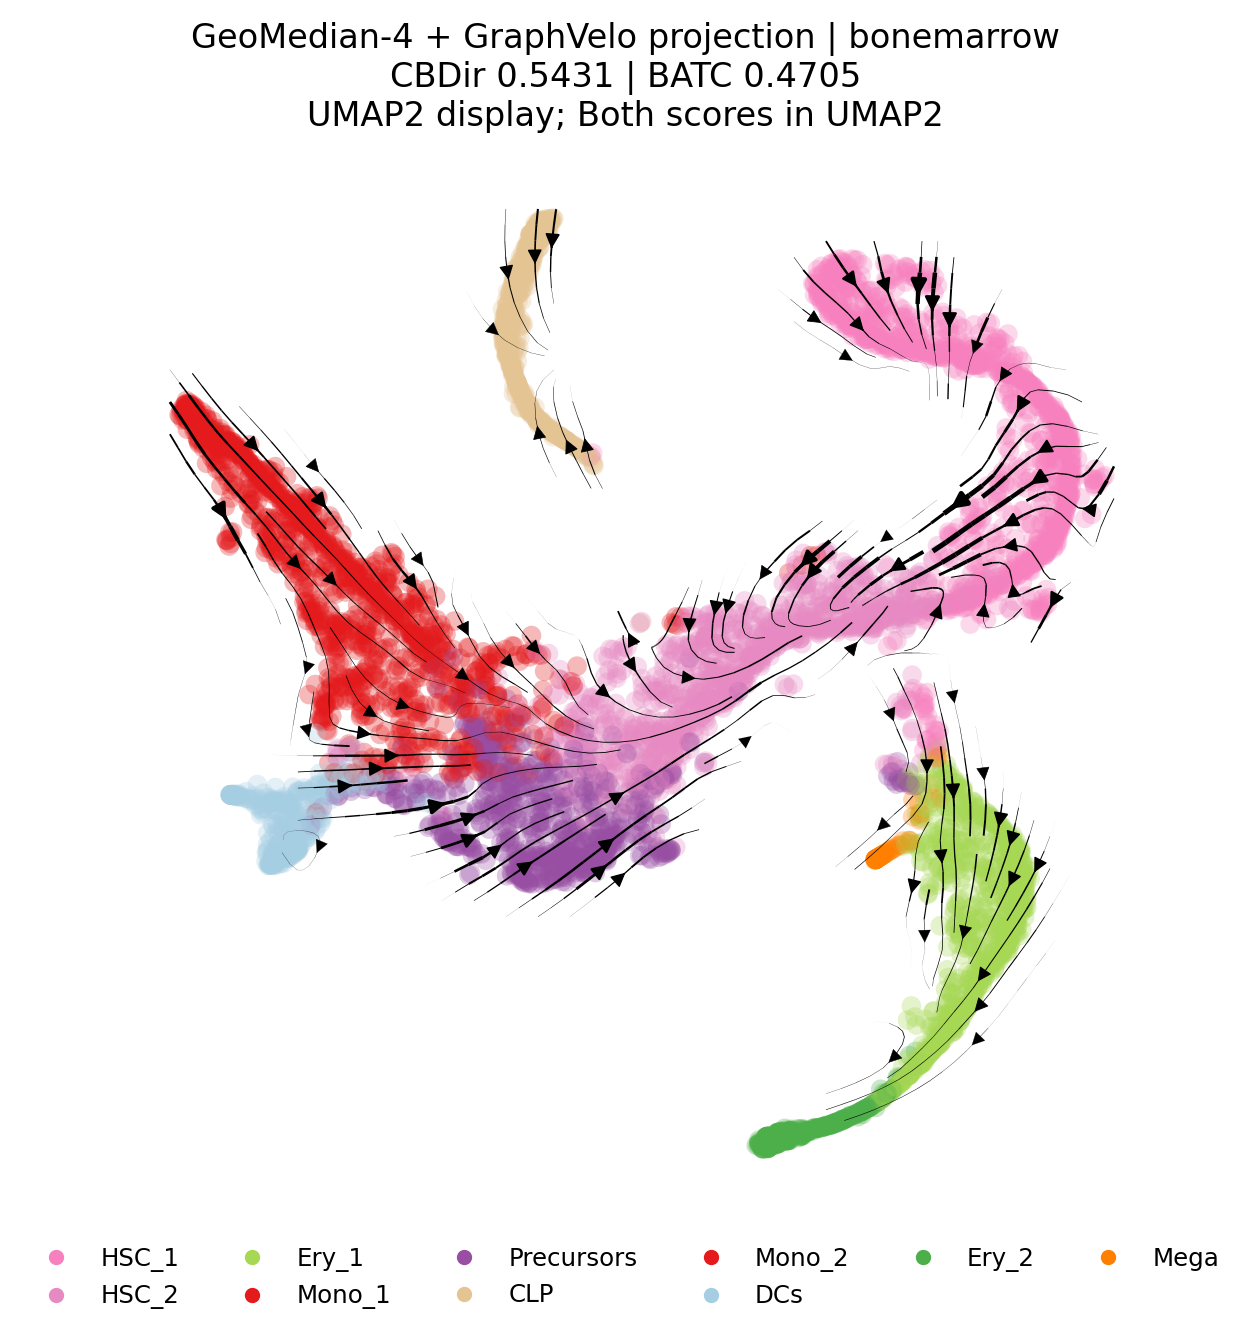 GeoMedian-4 + GraphVelo projection | bonemarrow
CBDir 0.5431 | BATC 0.4705
UMAP2 display; Both scores in UMAP2
HSC_1
Ery_1
Precursors
Mono_2
Ery_2
Mega
HSC_2
Mono_1
CLP
DCs